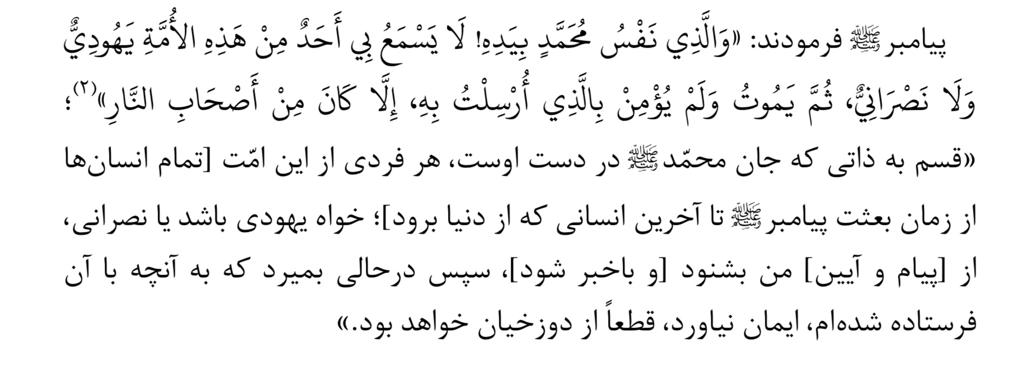 پیامبر ﷺ فرمودند: «وَالَّذِي نَفْسُ مُحَمَّدٍ بِيَدِهِ! لَا يَسْمَعُ بِي أَحَدٌ مِنْ هَذِهِ الأُمَّةِ يَهُودِيٌّ
وَلَا نَصْرَانِيٌّ، ثُمَّ يَمُوتُ وَلَمْ يُؤْمِنْ بِالَّذِي أُرْسِلْتُ بِهِ، إِلَّا كَانَ مِنْ أَصْحَابِ النَّارِ»(۲)؛
«قسم به ذاتی که جان محمّد ﷺ در دست اوست، هر فردی از این امّت [تمام انسان‌ها
از زمان بعثت پیامبر ﷺ تا آخرین انسانی که از دنیا برود]؛ خواه یهودی باشد یا نصرانی،
از [پیام و آیین] من بشنود [و باخبر شود]، سپس درحالی بمیرد که به آنچه با آن
فرستاده شده‌ام، ایمان نیاورد، قطعاً از دوزخیان خواهد بود.»